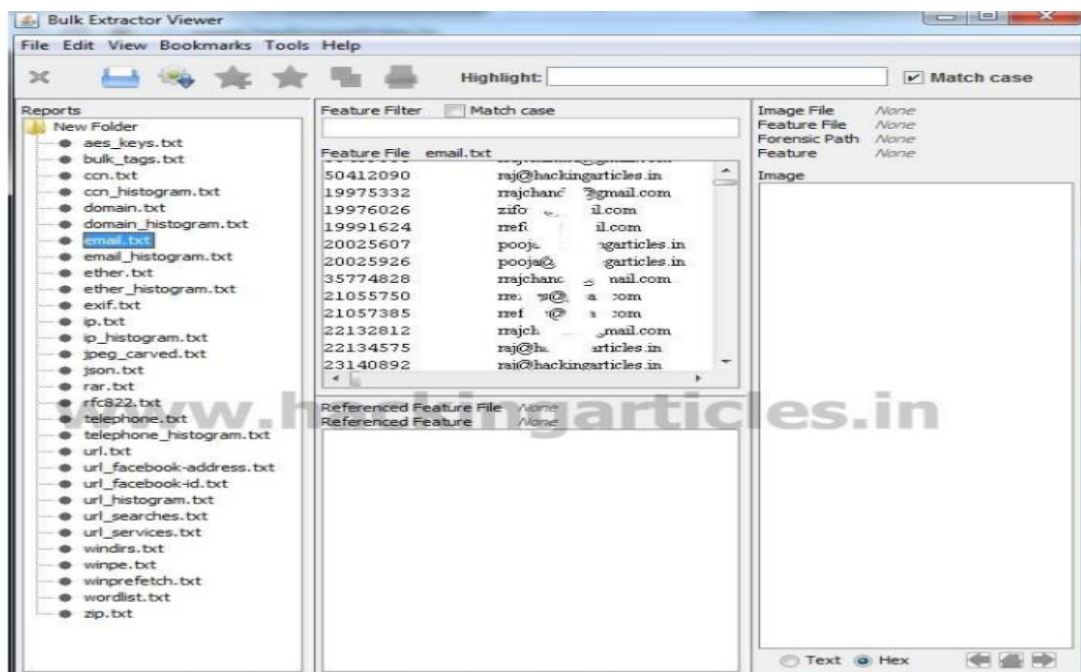 Bulk Extractor Viewer
File Edit View Bookmarks Tools Help
Highlight: Match case
Reports
New Folder
aes_keys.txt
bulk_tags.txt
ccn.txt
ccn_histogram.txt
domain.txt
domain_histogram.txt
email.txt
email_histogram.txt
ether.txt
ether_histogram.txt
exif.txt
ip.txt
ip_histogram.txt
jpeg_carved.txt
json.txt
rar.txt
rfc822.txt
telephone.txt
telephone_histogram.txt
url.txt
url_facebook-address.txt
url_facebook-id.txt
url_histogram.txt
url_searches.txt
url_services.txt
windirs.txt
winpe.txt
winprefetch.txt
wordlist.txt
zip.txt
Feature Filter Match case
Feature File email.txt
50412090 raj@hackingarticles.in
19975332
19976026
19991624
20025607
20025926
35774828
21055750
21057385
22132812
22134575
23140892 raj@hackingarticles.in
Referenced Feature File None
Referenced Feature None
Image File None
Feature File None
Forensic Path None
Feature None
Image
Text Hex
www.hackingarticles.in